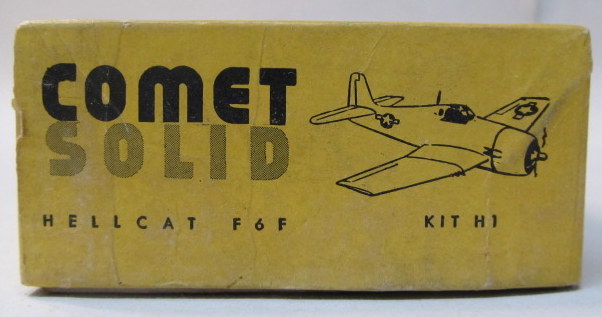 COMET
SOLID
HELLCAT F6F
KIT H1